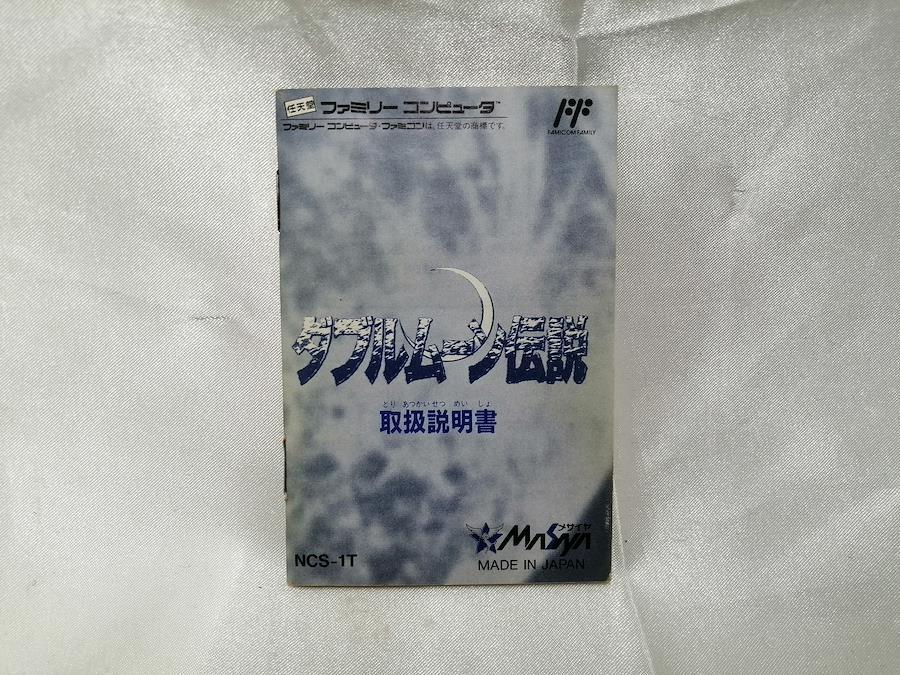 任天堂 ファミリー コンピュータ™
ファミリー コンピュータ・ファミコンは、任天堂の商標です。
FAMICOM FAMILY
ダブルムーン伝説
とり あつかい せつ めい しょ
取扱説明書
メサイヤ
MASAYA
NCS-1T
MADE IN JAPAN